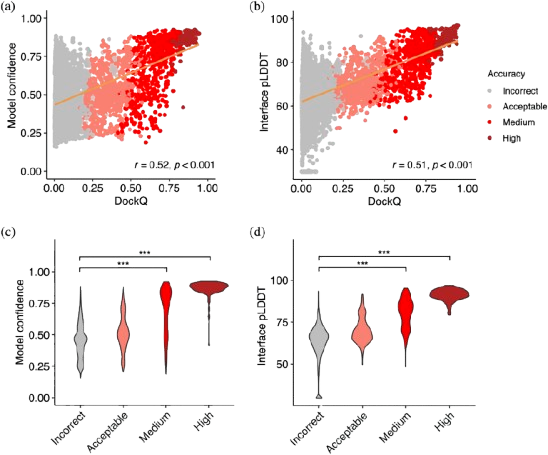 (a)
Model confidence
1.00
0.75
0.50
0.25
0.00
r = 0.52, p < 0.001
0.00 0.25 0.50 0.75 1.00
DockQ
(b)
Interface pLDDT
100
80
60
40
r = 0.51, p < 0.001
0.00 0.25 0.50 0.75 1.00
DockQ
Accuracy
Incorrect
Acceptable
Medium
High
(c)
Model confidence
1.00
0.75
0.50
0.25
0.00
***
***
Incorrect
Acceptable
Medium
High
(d)
Interface pLDDT
100
75
50
***
***
Incorrect
Acceptable
Medium
High